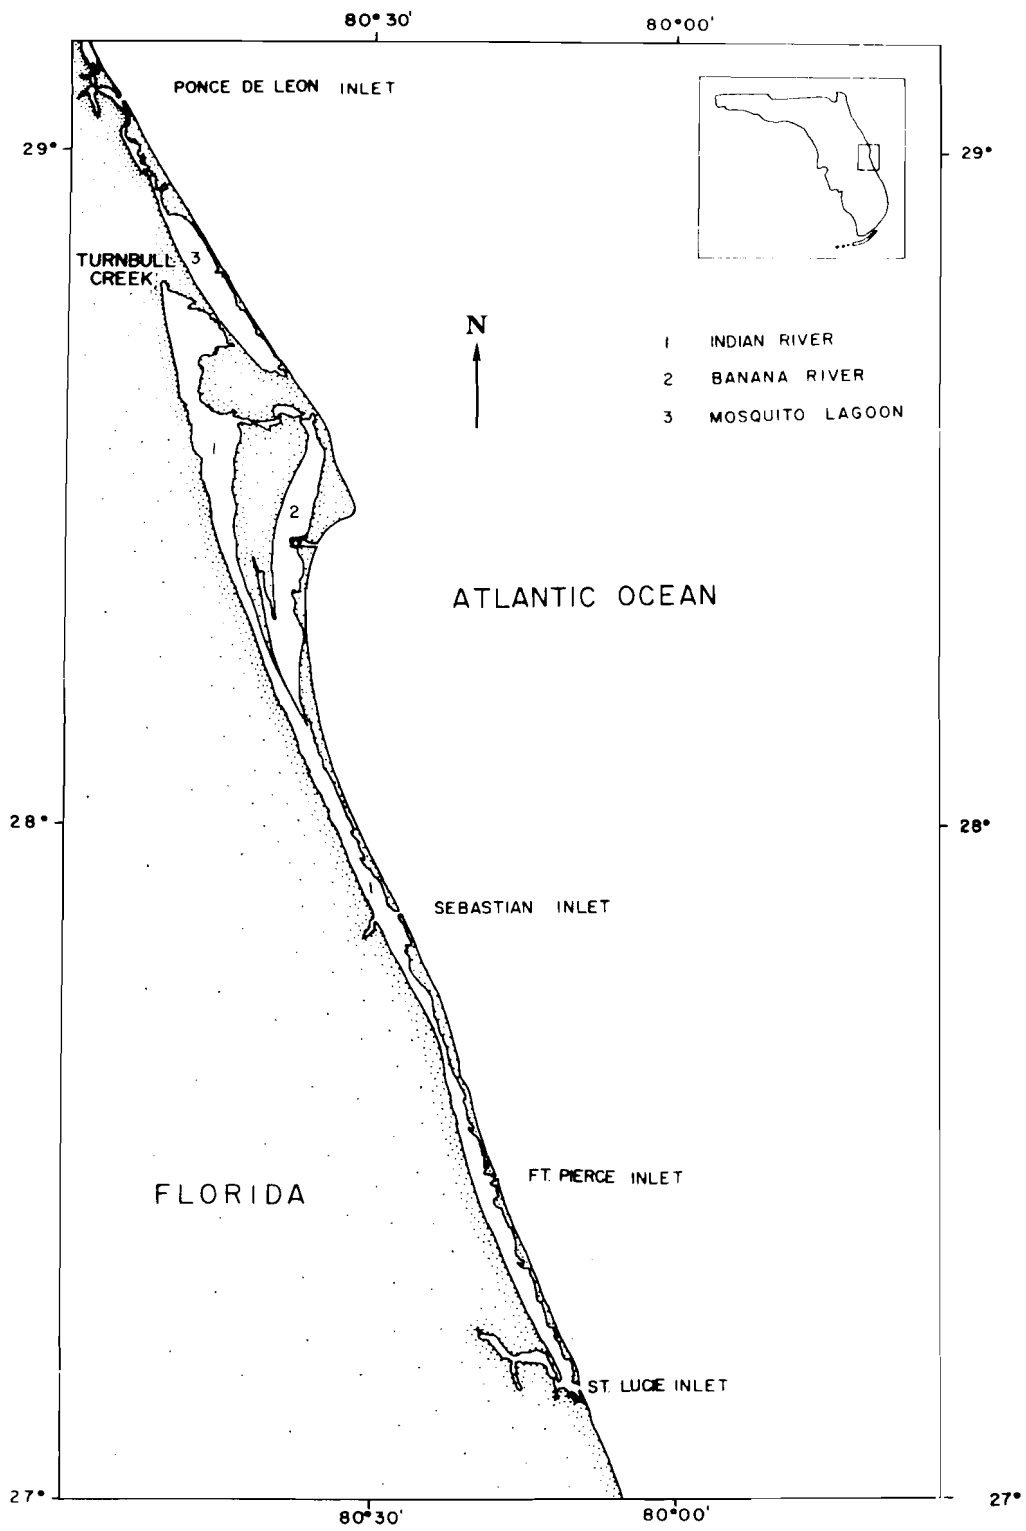 80°30'
80°00'
PONCE DE LEON INLET
29°
29°
TURNBULL
CREEK
3
N
1 INDIAN RIVER
2 BANANA RIVER
3 MOSQUITO LAGOON
1
2
ATLANTIC OCEAN
28°
28°
1
SEBASTIAN INLET
FT. PIERCE INLET
FLORIDA
ST. LUCIE INLET
27°
27°
80°30'
80°00'